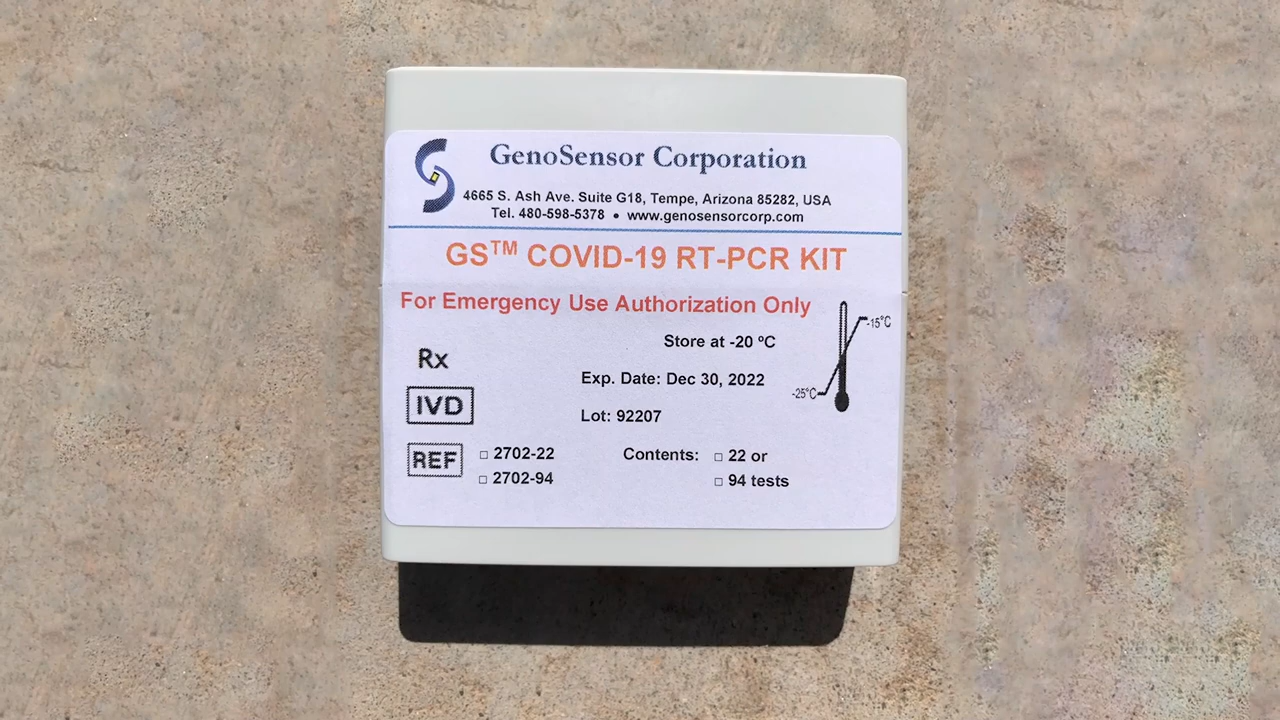 GenoSensor Corporation
4665 S. Ash Ave. Suite G18, Tempe, Arizona 85282, USA
Tel. 480-598-5378 • www.genosensorcorp.com
GS™ COVID-19 RT-PCR KIT
For Emergency Use Authorization Only
Store at -20 ºC
-15°C
Rx
Exp. Date: Dec 30, 2022
-25°C
IVD
Lot: 92207
REF
□ 2702-22
Contents: □ 22 or
□ 2702-94
□ 94 tests